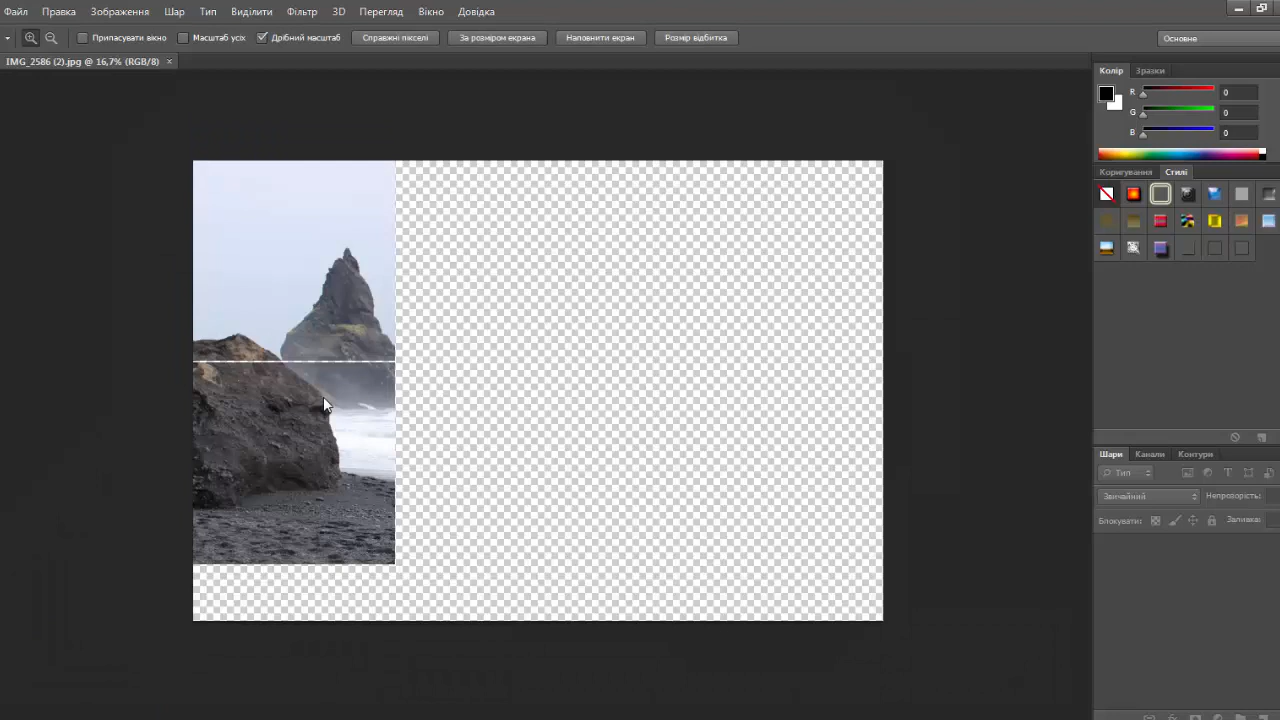 Файл Правка Зображення Шар Тип Виділити Фільтр 3D Перегляд Вікно Довідка
Припасувати вікно Масштаб усіх Дрібний масштаб Справжні пікселі За розміром екрана Наповнити екран Розмір відбитка Основне
IMG_2586 (2).jpg @ 16,7% (RGB/8) ×
Колір Зразки
R 0
G 0
B 0
Коригування Стилі
Шари Канали Контури
Тип
Звичайний Непрозорість:
Блокувати: Заливка: